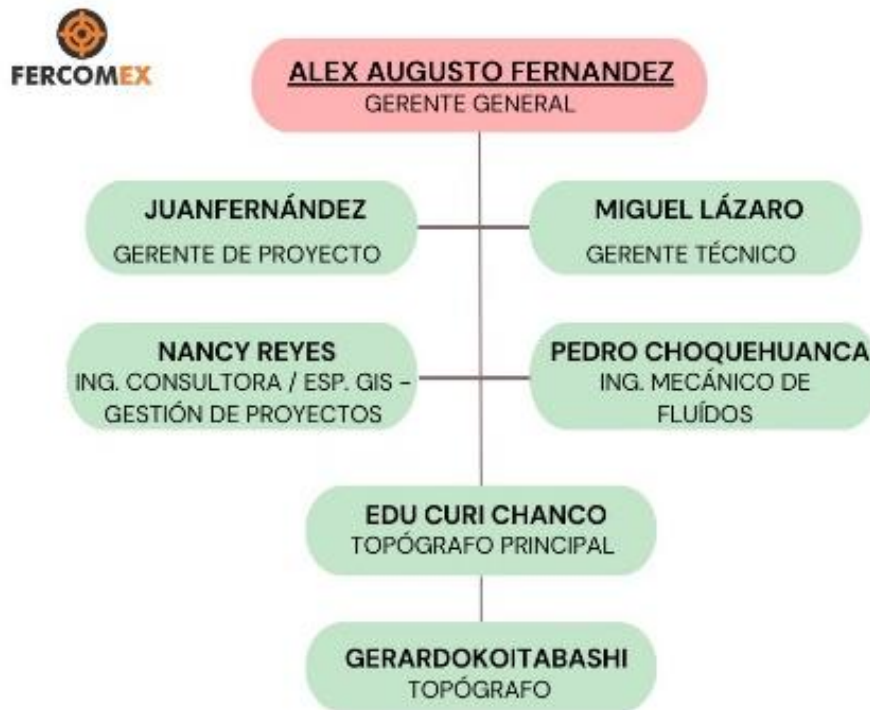 FERCOMEX
ALEX AUGUSTO FERNANDEZ
GERENTE GENERAL
JUANFERNÁNDEZ
GERENTE DE PROYECTO
MIGUEL LÁZARO
GERENTE TÉCNICO
NANCY REYES
ING. CONSULTORA / ESP. GIS -
GESTIÓN DE PROYECTOS
PEDRO CHOQUEHUANCA
ING. MECÁNICO DE
FLUÍDOS
EDU CURI CHANCO
TOPÓGRAFO PRINCIPAL
GERARDOKOITABASHI
TOPÓGRAFO